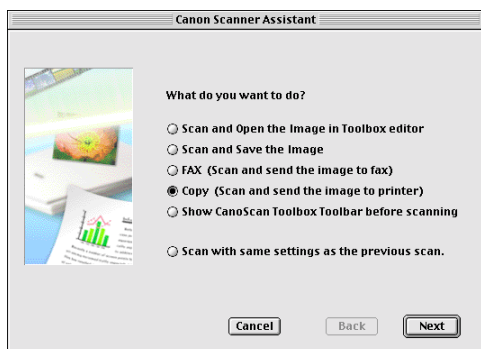 Canon Scanner Assistant
What do you want to do?
Scan and Open the Image in Toolbox editor
Scan and Save the Image
FAX (Scan and send the image to fax)
Copy (Scan and send the image to printer)
Show CanoScan Toolbox Toolbar before scanning
Scan with same settings as the previous scan.
Cancel
Back
Next